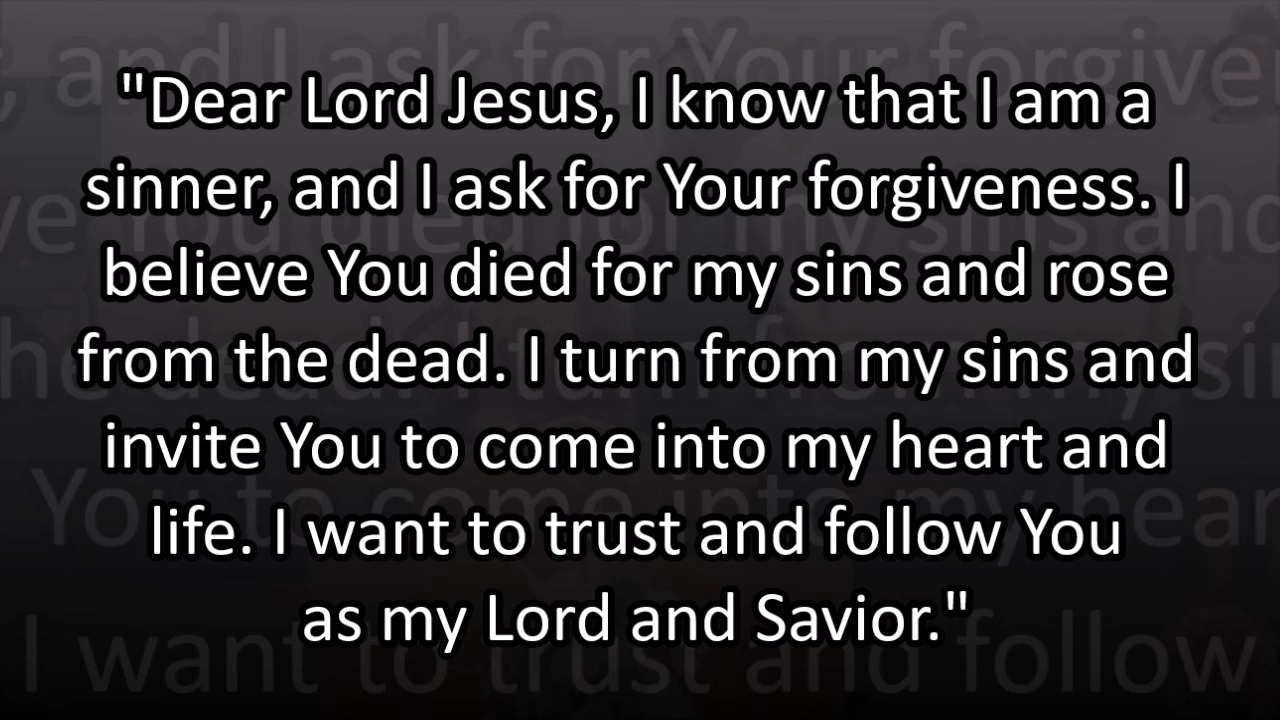 "Dear Lord Jesus, I know that I am a
sinner, and I ask for Your forgiveness. I
believe You died for my sins and rose
from the dead. I turn from my sins and
invite You to come into my heart and
life. I want to trust and follow You
as my Lord and Savior."